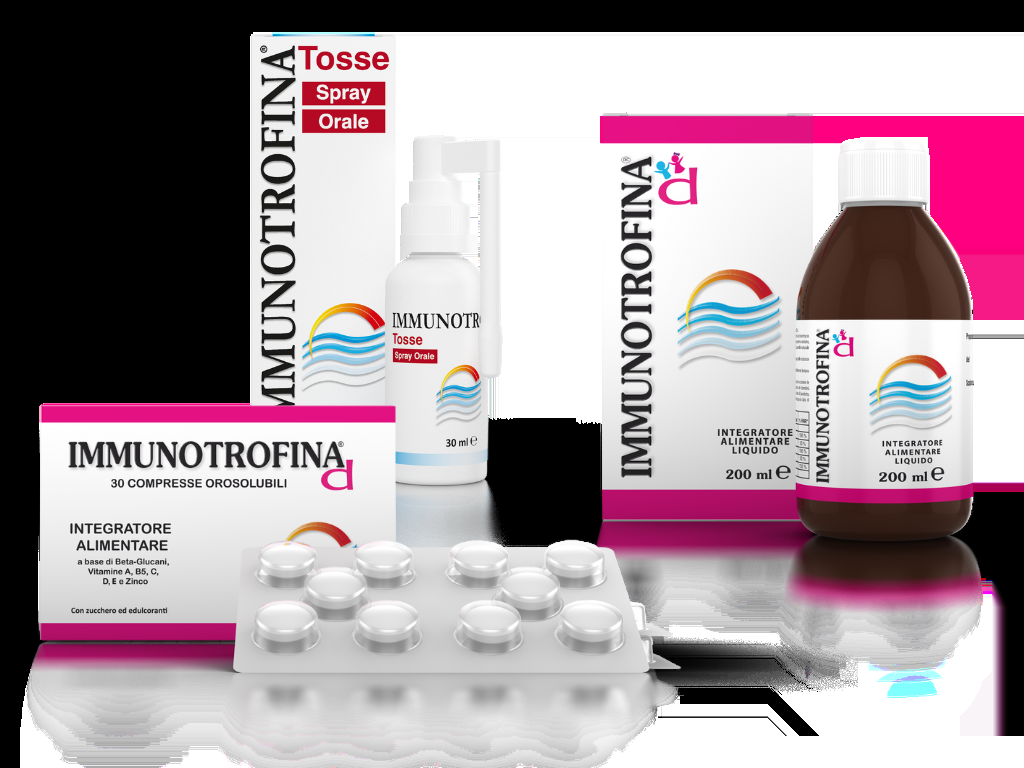 IMMUNOTROFINA®
Tosse
Spray
Orale
IMMUNOTR
Tosse
Spray Orale
30 ml ℮
IMMUNOTROFINA®
d
INTEGRATORE
ALIMENTARE
LIQUIDO
200 ml ℮
IMMUNOTROFINA®
d
INTEGRATORE
ALIMENTARE
LIQUIDO
200 ml ℮
IMMUNOTROFINA®
d
30 COMPRESSE OROSOLUBILI
INTEGRATORE
ALIMENTARE
a base di Beta-Glucani,
Vitamine A, B5, C,
D, E e Zinco
Con zucchero ed edulcoranti